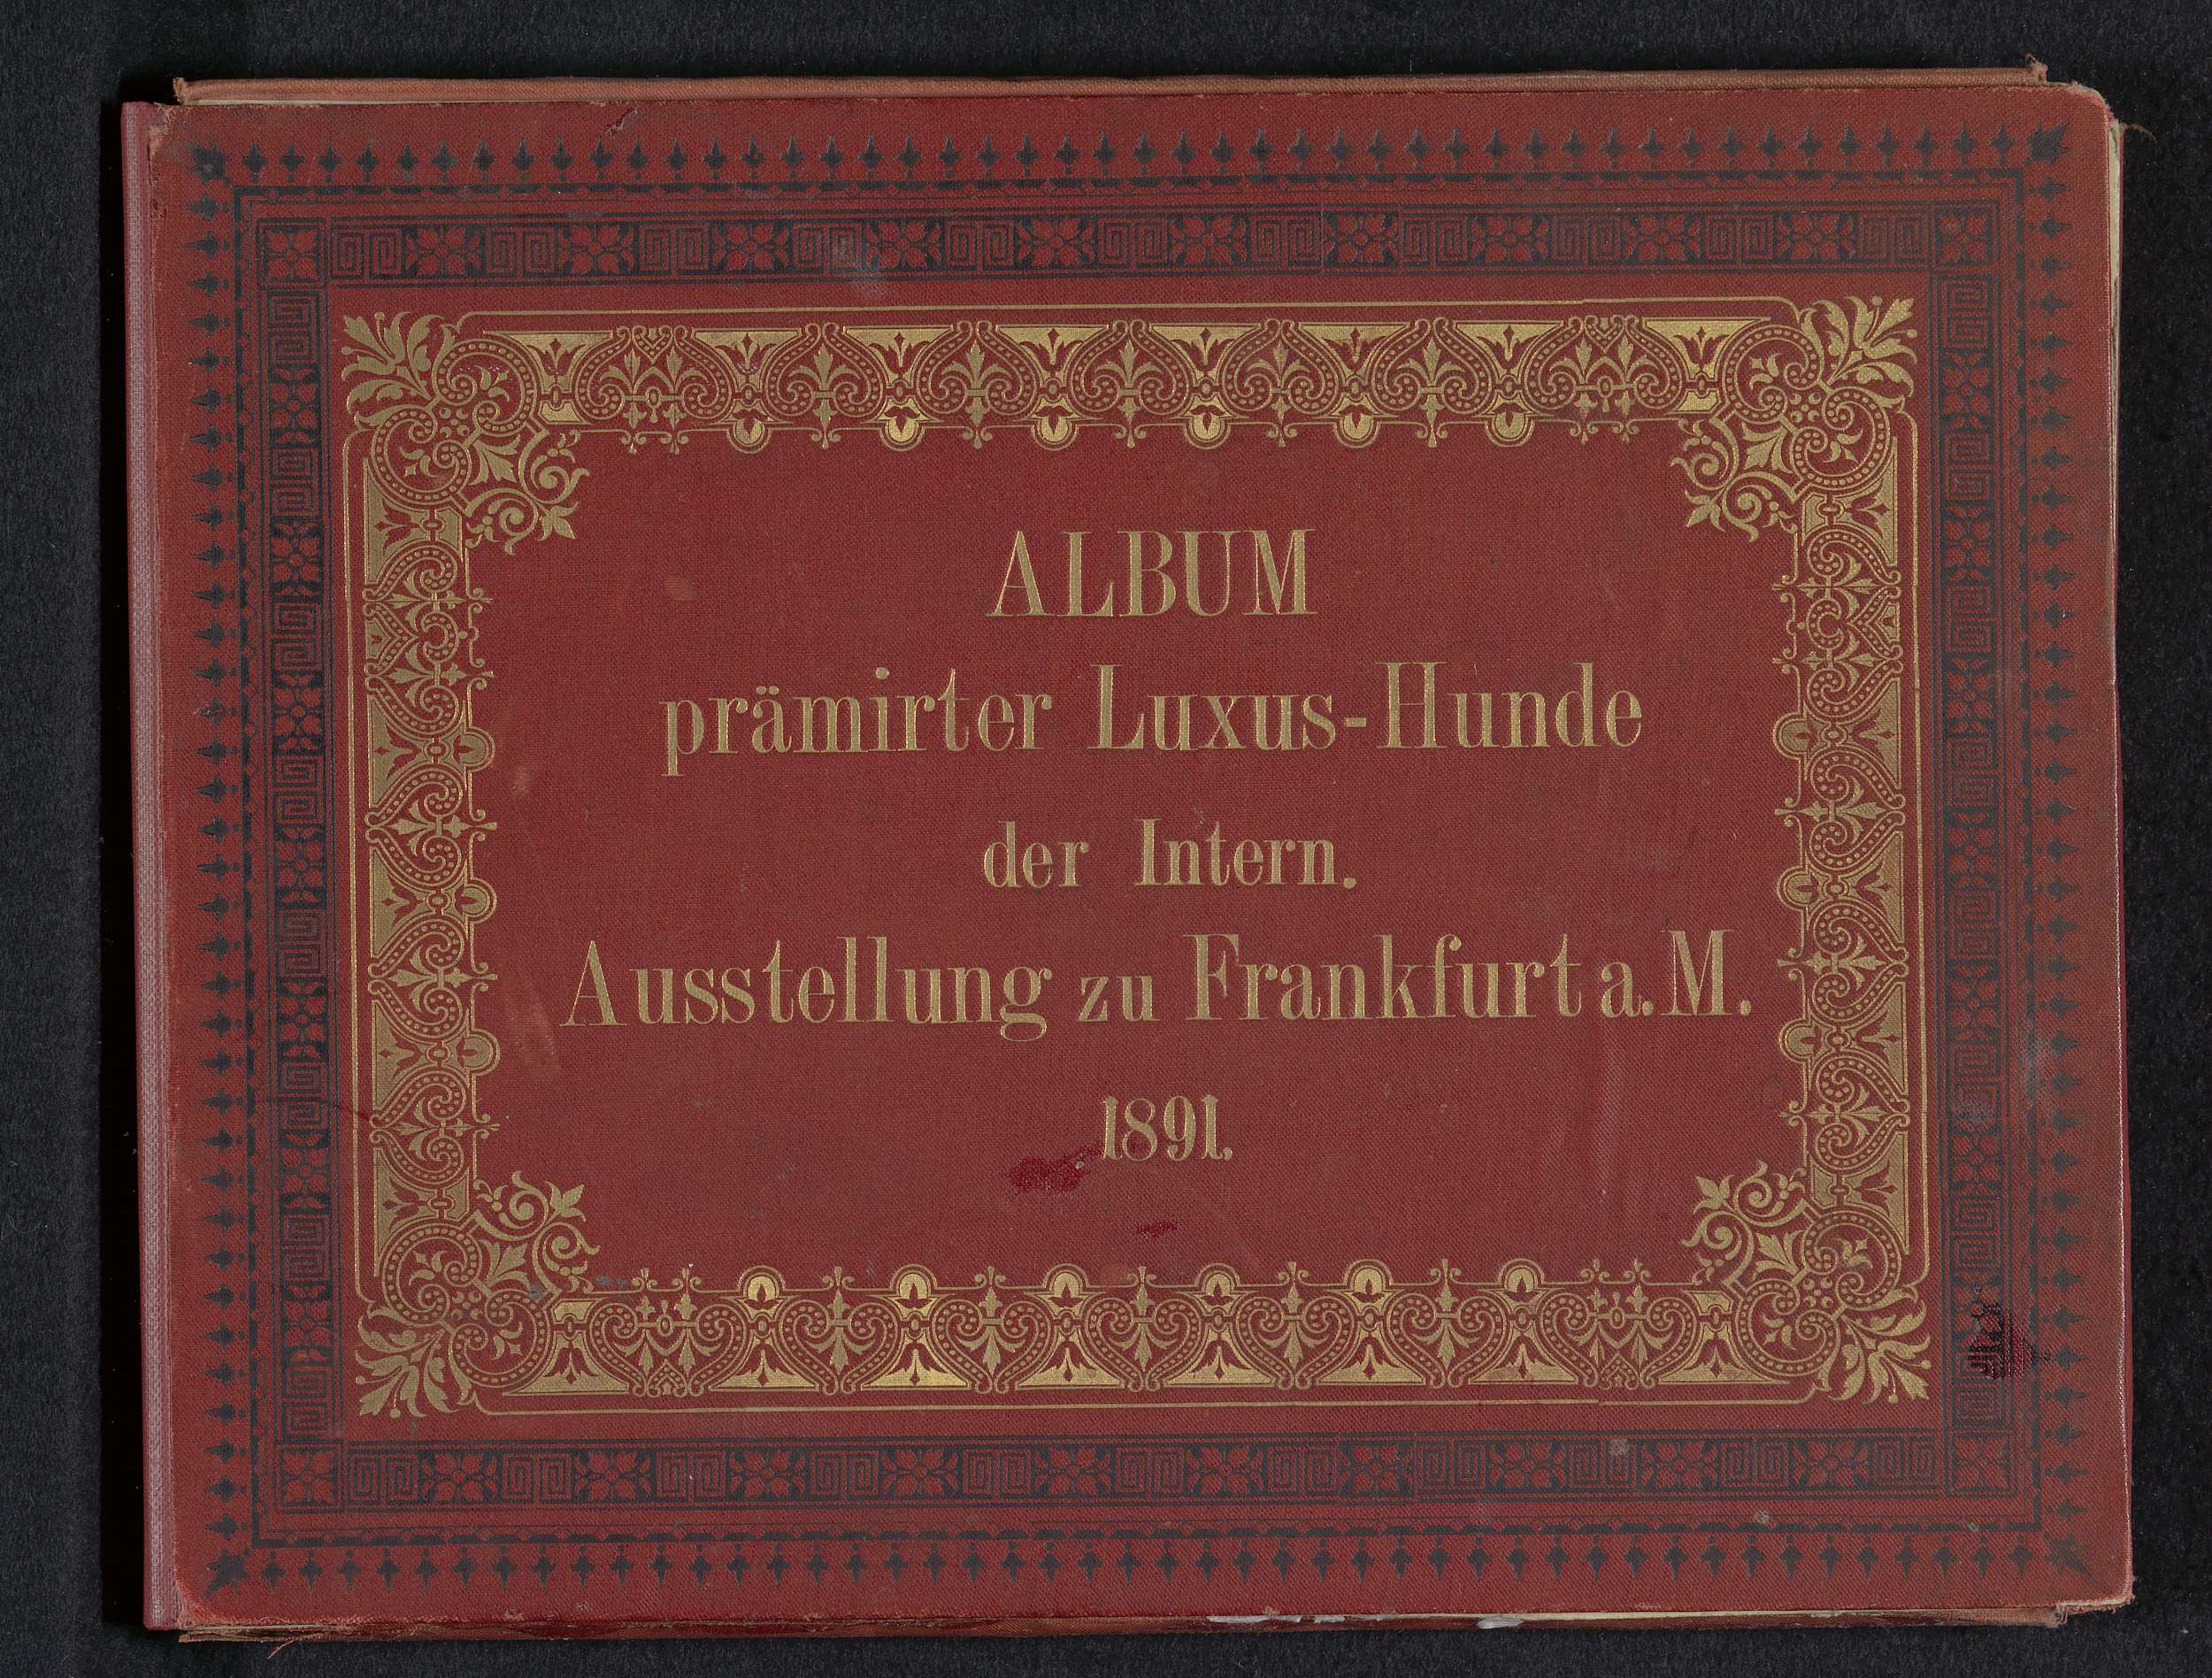 ALBUM
prämirter Luxus-Hunde
der Intern.
Ausstellung zu Frankfurt a. M.
1891.